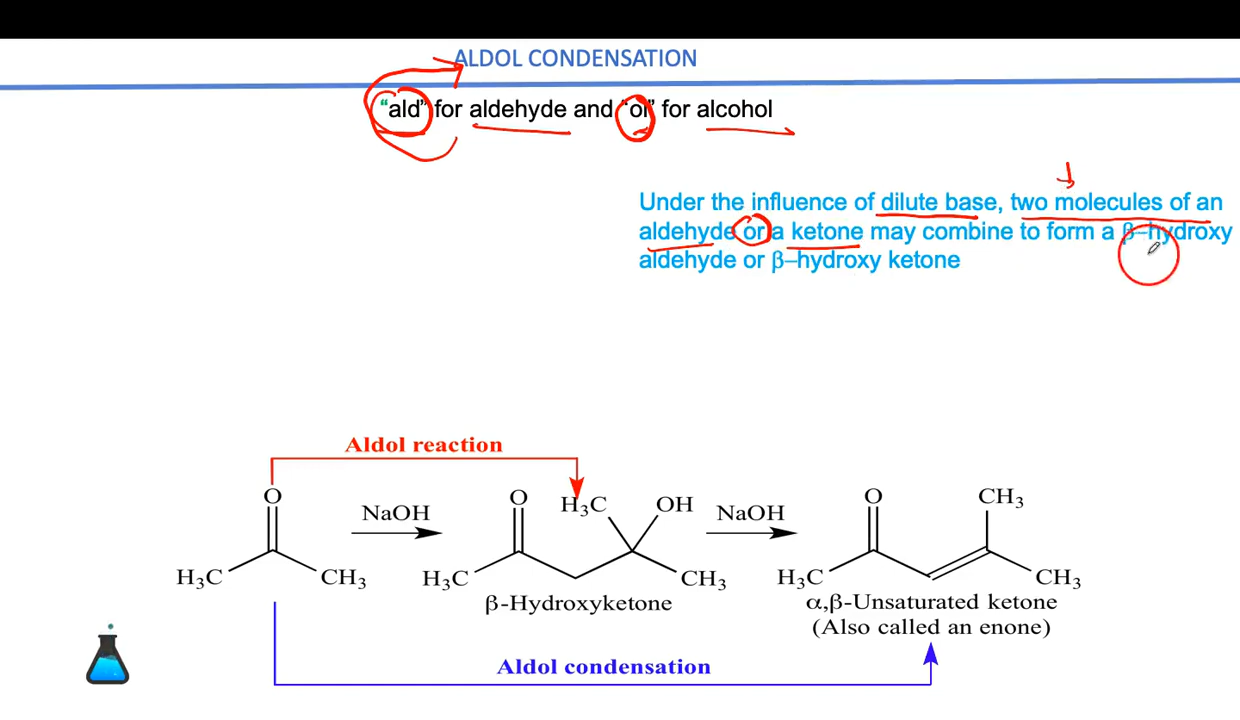 ALDOL CONDENSATION
"ald" for aldehyde and "ol" for alcohol
Under the influence of dilute base, two molecules of an
aldehyde or a ketone may combine to form a β–hydroxy
aldehyde or β–hydroxy ketone
Aldol reaction
O
H₃C
CH₃
NaOH
O
H₃C
OH
H₃C
CH₃
β-Hydroxyketone
NaOH
O
CH₃
H₃C
CH₃
α,β-Unsaturated ketone
(Also called an enone)
Aldol condensation